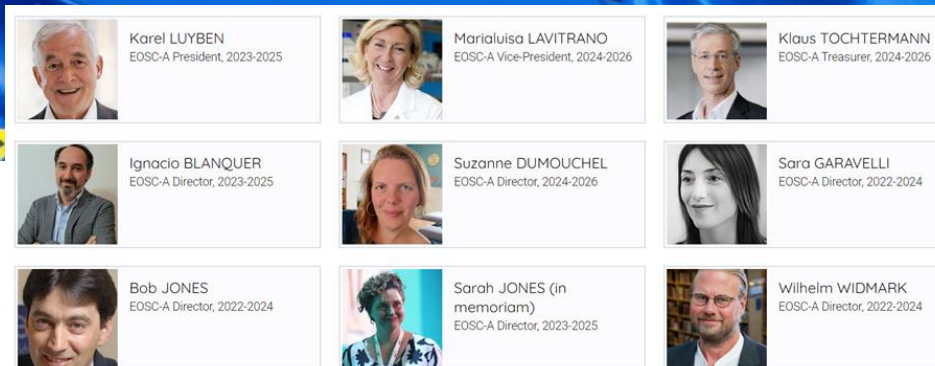 Karel LUYBEN
EOSC-A President, 2023-2025
Marialuisa LAVITRANO
EOSC-A Vice-President, 2024-2026
Klaus TOCHTERMANN
EOSC-A Treasurer, 2024-2026
Ignacio BLANQUER
EOSC-A Director, 2023-2025
Suzanne DUMOUCHEL
EOSC-A Director, 2024-2026
Sara GARAVELLI
EOSC-A Director, 2022-2024
Bob JONES
EOSC-A Director, 2022-2024
Sarah JONES (in
memoriam)
EOSC-A Director, 2023-2025
Wilhelm WIDMARK
EOSC-A Director, 2022-2024